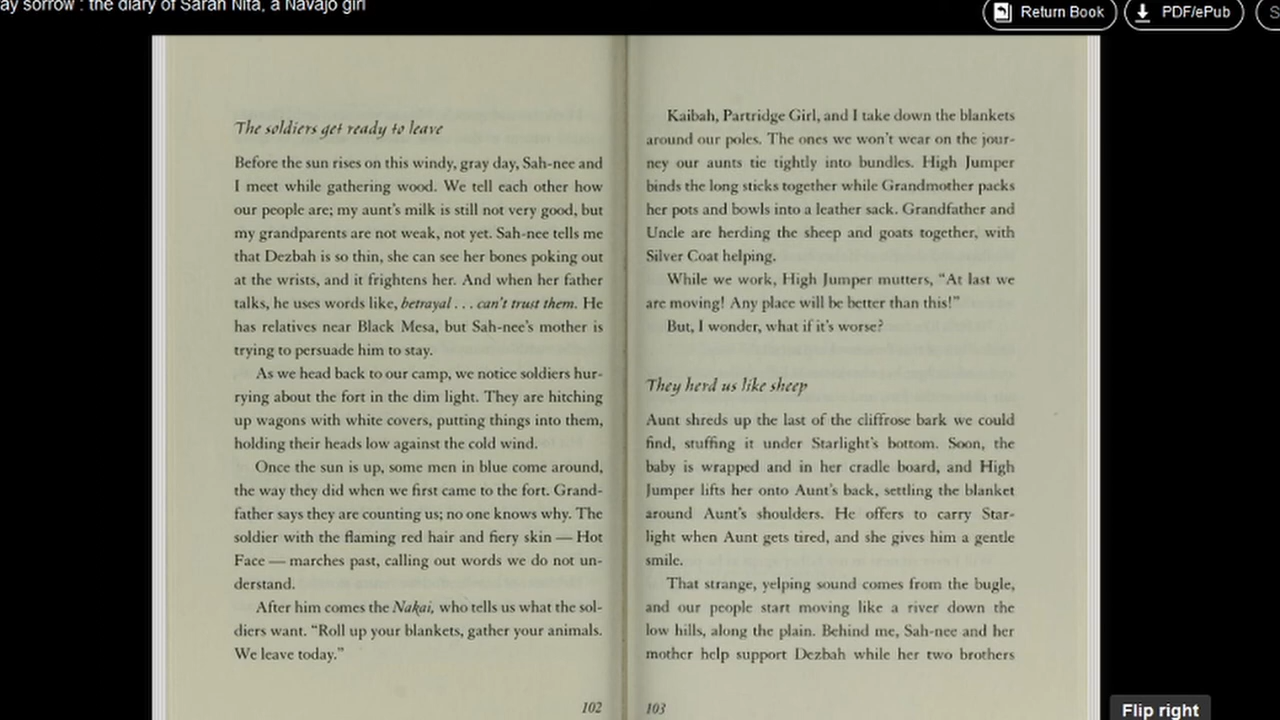 ay sorrow : the diary of Sarah Nita, a Navajo girl
Return Book
PDF/ePub
The soldiers get ready to leave
Before the sun rises on this windy, gray day, Sah-nee and
I meet while gathering wood. We tell each other how
our people are; my aunt's milk is still not very good, but
my grandparents are not weak, not yet. Sah-nee tells me
that Dezbah is so thin, she can see her bones poking out
at the wrists, and it frightens her. And when her father
talks, he uses words like, betrayal . . . can't trust them. He
has relatives near Black Mesa, but Sah-nee's mother is
trying to persuade him to stay.
As we head back to our camp, we notice soldiers hur-
rying about the fort in the dim light. They are hitching
up wagons with white covers, putting things into them,
holding their heads low against the cold wind.
Once the sun is up, some men in blue come around,
the way they did when we first came to the fort. Grand-
father says they are counting us; no one knows why. The
soldier with the flaming red hair and fiery skin — Hot
Face — marches past, calling out words we do not un-
derstand.
After him comes the Nakai, who tells us what the sol-
diers want. “Roll up your blankets, gather your animals.
We leave today.”
102
Kaibah, Partridge Girl, and I take down the blankets
around our poles. The ones we won't wear on the jour-
ney our aunts tie tightly into bundles. High Jumper
binds the long sticks together while Grandmother packs
her pots and bowls into a leather sack. Grandfather and
Uncle are herding the sheep and goats together, with
Silver Coat helping.
While we work, High Jumper mutters, “At last we
are moving! Any place will be better than this!”
But, I wonder, what if it's worse?
They herd us like sheep
Aunt shreds up the last of the cliffrose bark we could
find, stuffing it under Starlight's bottom. Soon, the
baby is wrapped and in her cradle board, and High
Jumper lifts her onto Aunt's back, settling the blanket
around Aunt's shoulders. He offers to carry Star-
light when Aunt gets tired, and she gives him a gentle
smile.
That strange, yelping sound comes from the bugle,
and our people start moving like a river down the
low hills, along the plain. Behind me, Sah-nee and her
mother help support Dezbah while her two brothers
103
Flip right